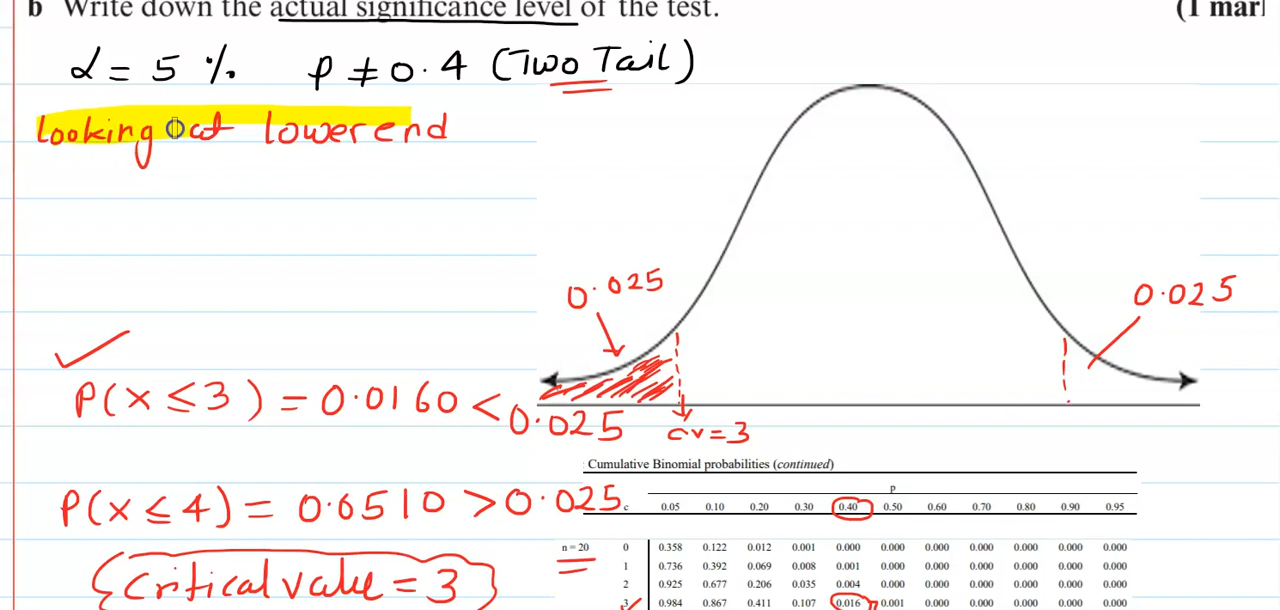 b Write down the actual significance level of the test. (1 mark
α = 5 % p ≠ 0.4 (Two Tail)
looking at lower end
0.025
0.025
P(x ≤ 3) = 0.0160 < 0.025
cv = 3
Cumulative Binomial probabilities (continued)
P(x ≤ 4) = 0.0510 > 0.025
p
c 0.05 0.10 0.20 0.30 0.40 0.50 0.60 0.70 0.80 0.90 0.95
n = 20 0 0.358 0.122 0.012 0.001 0.000 0.000 0.000 0.000 0.000 0.000 0.000
1 0.736 0.392 0.069 0.008 0.001 0.000 0.000 0.000 0.000 0.000 0.000
{Critical value = 3}
2 0.925 0.677 0.206 0.035 0.004 0.000 0.000 0.000 0.000 0.000 0.000
3 0.984 0.867 0.411 0.107 0.016 0.001 0.000 0.000 0.000 0.000 0.000